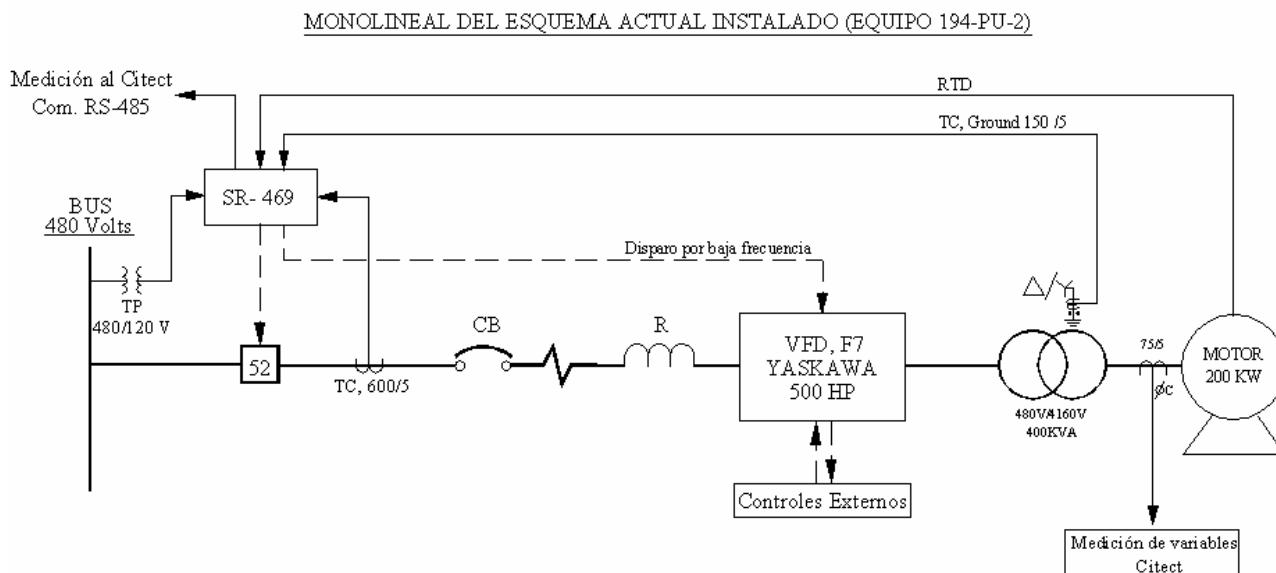 MONOLINEAL DEL ESQUEMA ACTUAL INSTALADO (EQUIPO 194-PU-2)
Medición al Citect
Com. RS-485
RTD
TC, Ground 150 /5
SR- 469
BUS
480 Volts
TP
480/120 V
Disparo por baja frecuencia
Δ/Y
52
TC, 600/5
CB
R
VFD, F7
YASKAWA
500 HP
480V/4160V
400KVA
75/5
øc
MOTOR
200 KW
Controles Externos
Medición de variables
Citect